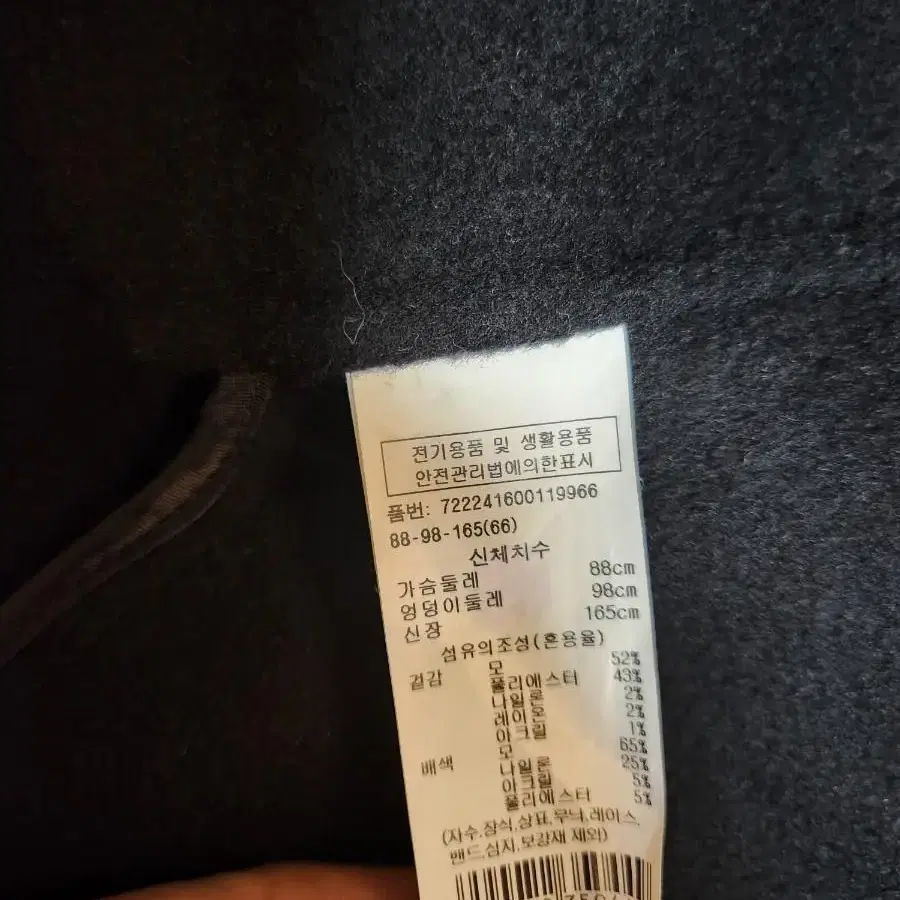 전기용품 및 생활용품
안전관리법에의한표시
품번: 722241600119966
88-98-165(66)
신체치수
가슴둘레 88cm
엉덩이둘레 98cm
신장 165cm
섬유의조성(혼용율)
겉감 모 52%
폴리에스터 43%
나일론 2%
레이온 2%
아크릴 1%
배색 모 65%
나일론 25%
아크릴 5%
폴리에스터 5%
(자수,장식,상표,무늬,레이스,
밴드,심지,보강재 제외)